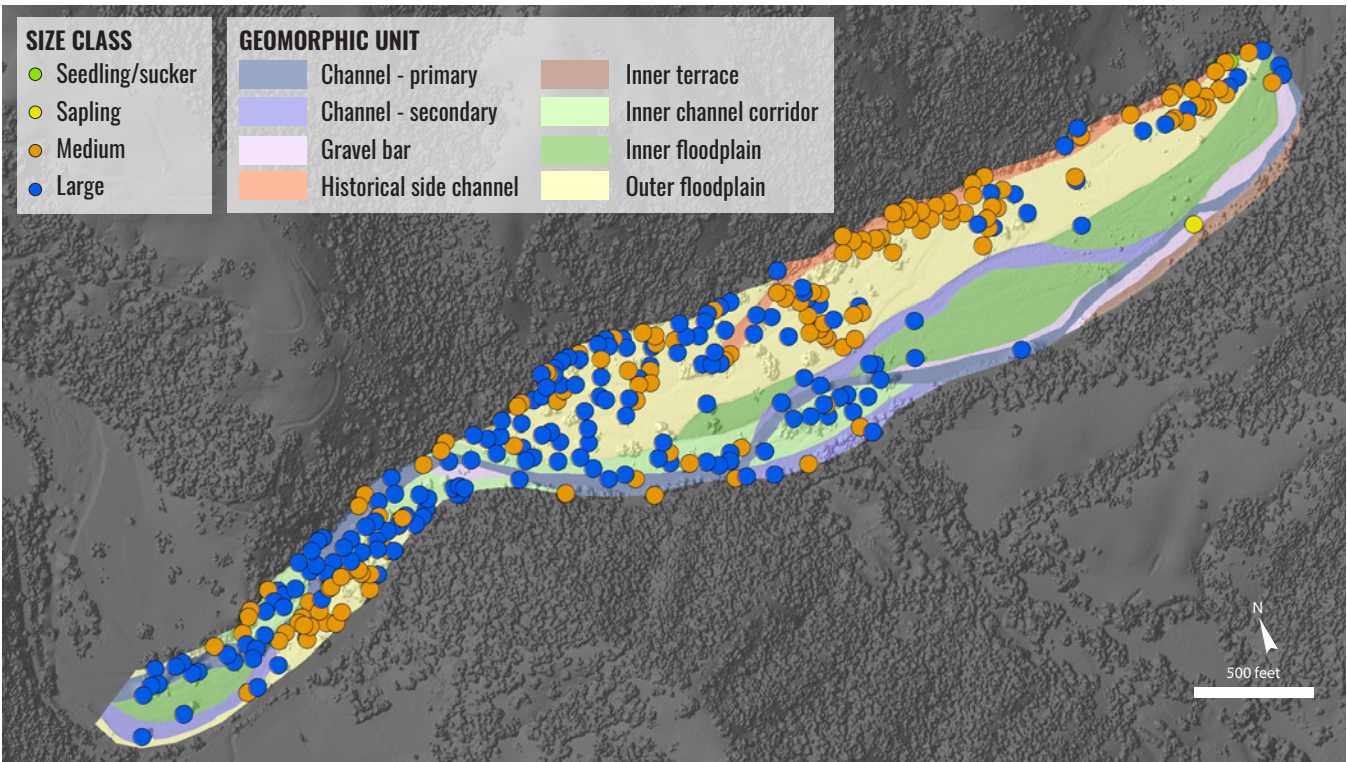 SIZE CLASS
Seedling/sucker
Sapling
Medium
Large
GEOMORPHIC UNIT
Channel - primary
Channel - secondary
Gravel bar
Historical side channel
Inner terrace
Inner channel corridor
Inner floodplain
Outer floodplain
N
500 feet